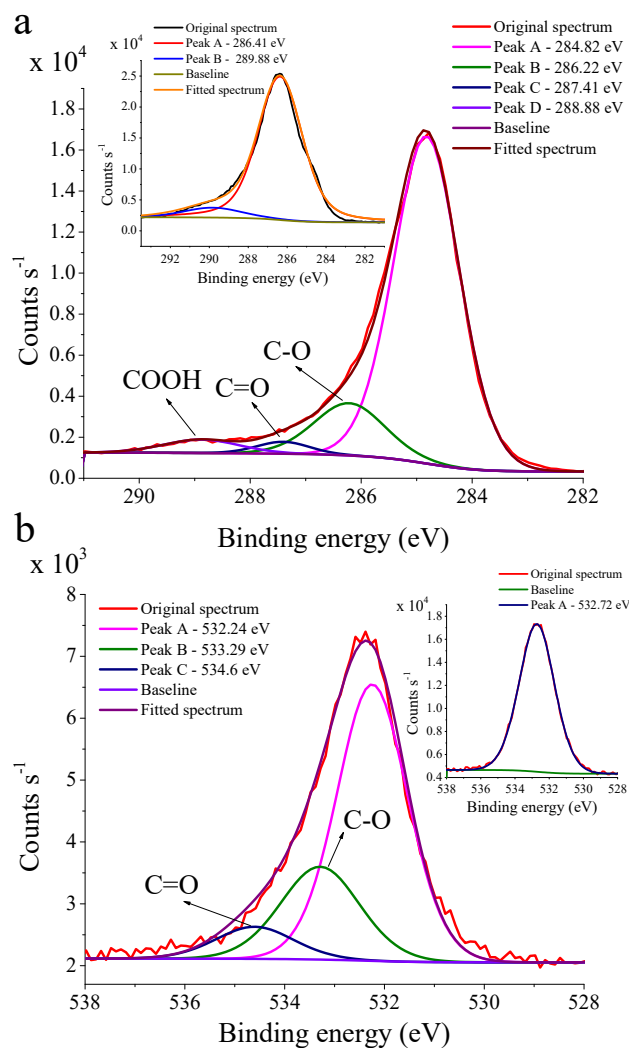 a
x 10^4
Original spectrum
Peak A - 286.41 eV
Peak B - 289.88 eV
Baseline
Fitted spectrum
3.0
2.5
2.0
1.5
1.0
0.5
0.0
Counts s^-1
292 290 288 286 284 282
Binding energy (eV)
Original spectrum
Peak A - 284.82 eV
Peak B - 286.22 eV
Peak C - 287.41 eV
Peak D - 288.88 eV
Baseline
Fitted spectrum
x 10^4
1.8
1.6
1.4
1.2
1.0
0.8
0.6
0.4
0.2
0.0
Counts s^-1
COOH
C=O
C-O
290 288 286 284 282
Binding energy (eV)
b
x 10^3
Original spectrum
Peak A - 532.24 eV
Peak B - 533.29 eV
Peak C - 534.6 eV
Baseline
Fitted spectrum
8
7
6
5
4
3
2
Counts s^-1
C=O
C-O
538 536 534 532 530 528
Binding energy (eV)
x 10^4
Original spectrum
Baseline
Peak A - 532.72 eV
1.8
1.6
1.4
1.2
1.0
0.8
0.6
0.4
Counts s^-1
538 536 534 532 530 528
Binding energy (eV)